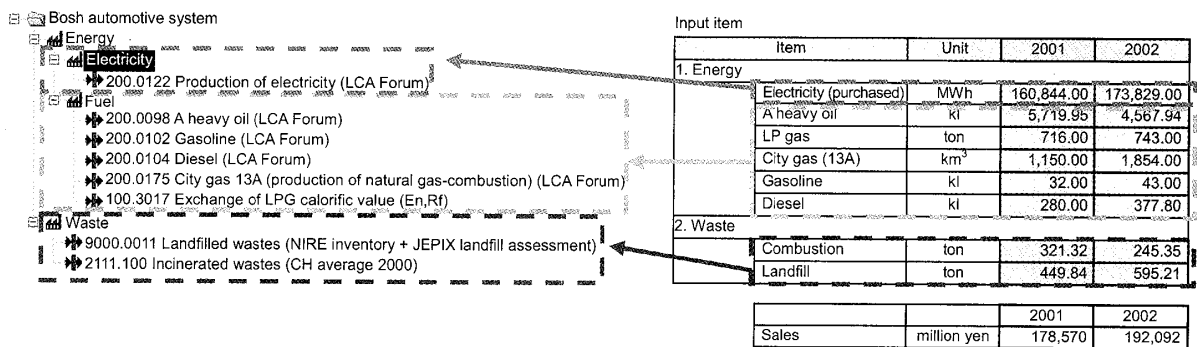 Bosh automotive system
Energy
Electricity
200.0122 Production of electricity (LCA Forum)
Fuel
200.0098 A heavy oil (LCA Forum)
200.0102 Gasoline (LCA Forum)
200.0104 Diesel (LCA Forum)
200.0175 City gas 13A (production of natural gas-combustion) (LCA Forum)
100.3017 Exchange of LPG calorific value (En,Rf)
Waste
9000.0011 Landfilled wastes (NIRE inventory + JEPIX landfill assessment)
2111.100 Incinerated wastes (CH average 2000)
Input item
Item Unit 2001 2002
1. Energy
Electricity (purchased) MWh 160,844.00 173,829.00
A heavy oil kl 5,719.95 4,567.94
LP gas ton 716.00 743.00
City gas (13A) km³ 1,150.00 1,854.00
Gasoline kl 32.00 43.00
Diesel kl 280.00 377.80
2. Waste
Combustion ton 321.32 245.35
Landfill ton 449.84 595.21
2001 2002
Sales million yen 178,570 192,092